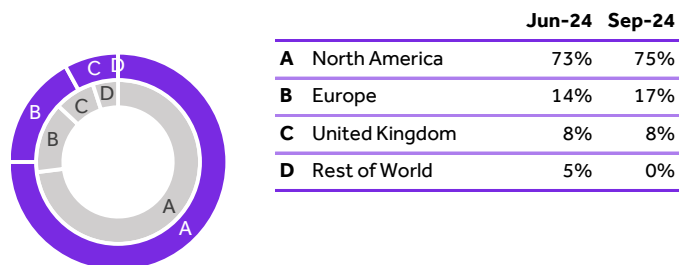 Jun-24 Sep-24
A North America 73% 75%
B Europe 14% 17%
C United Kingdom 8% 8%
D Rest of World 5% 0%
C D
B
C D
B
A
A